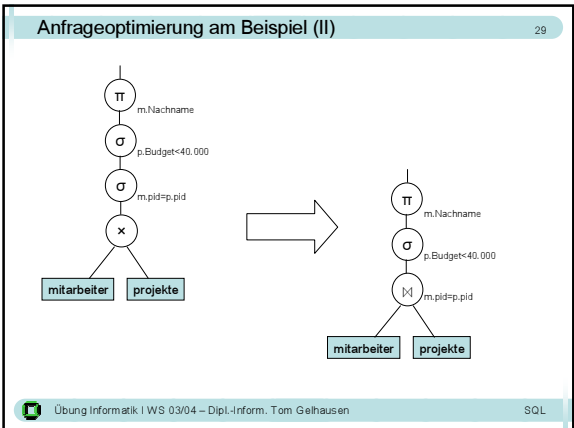 Anfrageoptimierung am Beispiel (II)
29
π
m.Nachname
σ
p.Budget<40.000
σ
m.pid=p.pid
×
mitarbeiter
projekte
π
m.Nachname
σ
p.Budget<40.000
⋈
m.pid=p.pid
mitarbeiter
projekte
Übung Informatik I WS 03/04 – Dipl.-Inform. Tom Gelhausen
SQL